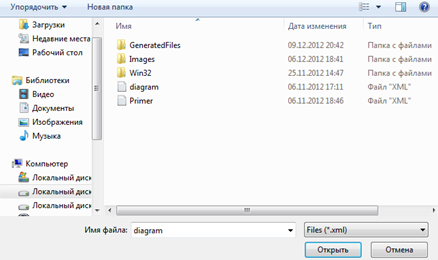 Упорядочить Новая папка
Загрузки
Недавние места
Рабочий стол
Библиотеки
Видео
Документы
Изображения
Музыка
Компьютер
Локальный диск
Локальный диск
Локальный диск
Имя Дата изменения Тип
GeneratedFiles 09.12.2012 20:42 Папка с файлами
Images 06.12.2012 18:41 Папка с файлами
Win32 25.11.2012 14:47 Папка с файлами
diagram 06.11.2012 17:11 Файл "XML"
Primer 06.11.2012 18:46 Файл "XML"
Имя файла: diagram Files (*.xml)
Открыть Отмена